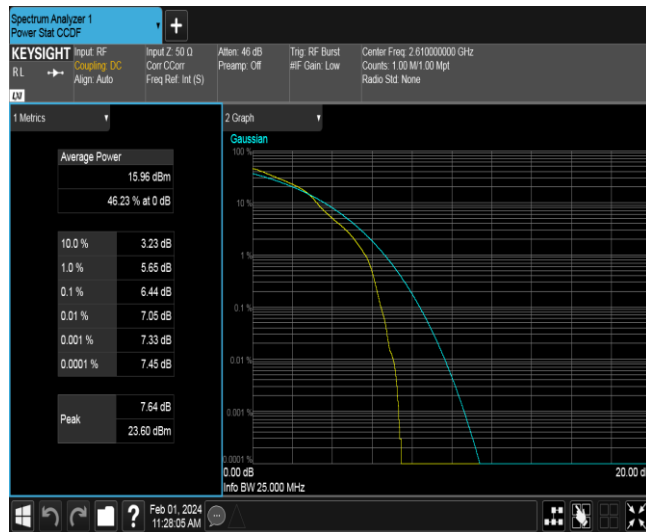 Spectrum Analyzer 1
Power Stat CCDF
+
KEYSIGHT
RL
LXI
Input: RF
Coupling: DC
Align: Auto
Input Z: 50 Ω
Corr CCorr
Freq Ref: Int (S)
Atten: 46 dB
Preamp: Off
Trig: RF Burst
#IF Gain: Low
Center Freq: 2.610000000 GHz
Counts: 1.00 M/1.00 Mpt
Radio Std: None
1 Metrics
Average Power
15.96 dBm
46.23 % at 0 dB
10.0 % 3.23 dB
1.0 % 5.65 dB
0.1 % 6.44 dB
0.01 % 7.05 dB
0.001 % 7.33 dB
0.0001 % 7.45 dB
Peak
7.64 dB
23.60 dBm
2 Graph
Gaussian
100 %
10 %
1 %
0.1 %
0.01 %
0.001 %
0.0001 %
0.00 dB
20.00 d
Info BW 25.000 MHz
?
Feb 01, 2024
11:28:05 AM